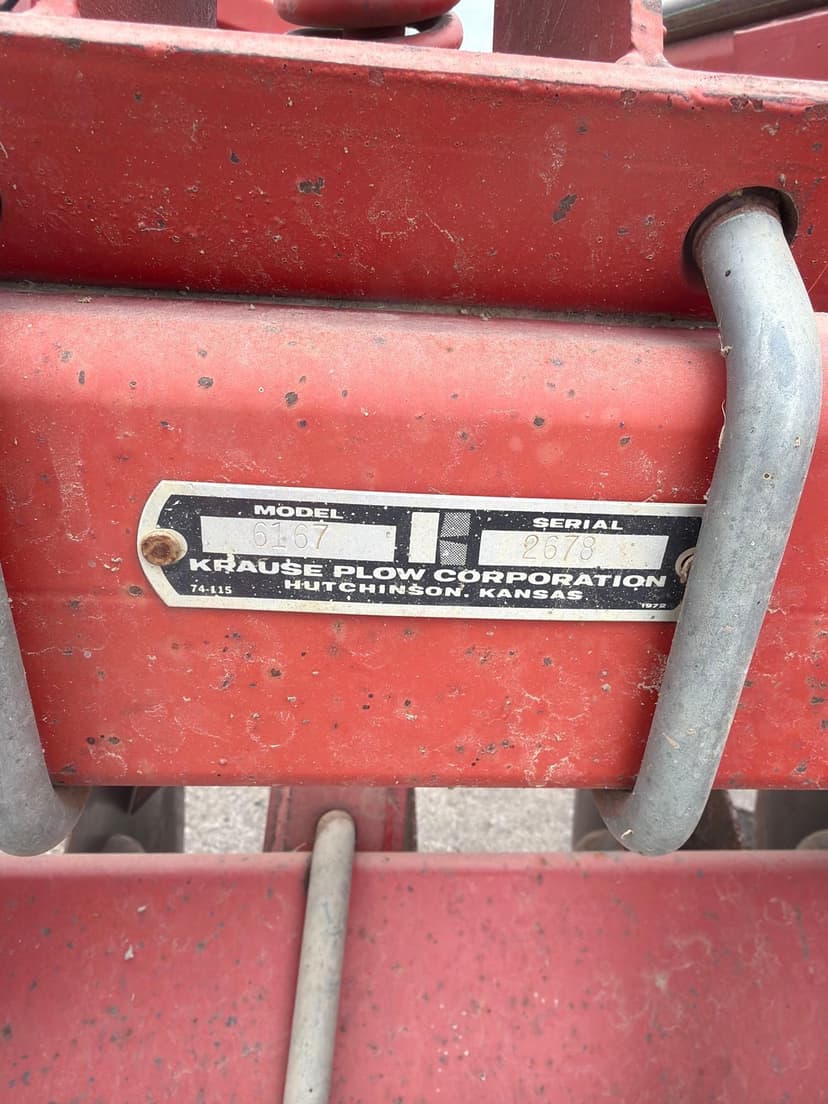 MODEL SERIAL
6167 2678
KRAUSE PLOW CORPORATION
HUTCHINSON, KANSAS
74-115 1972